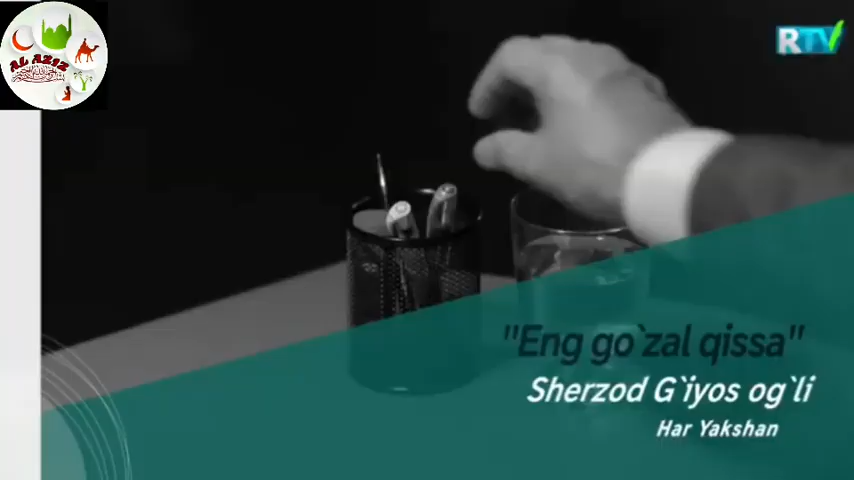 AL AZIZ
RTV
"Eng go`zal qissa"
Sherzod G`iyos og`li
Har Yakshan